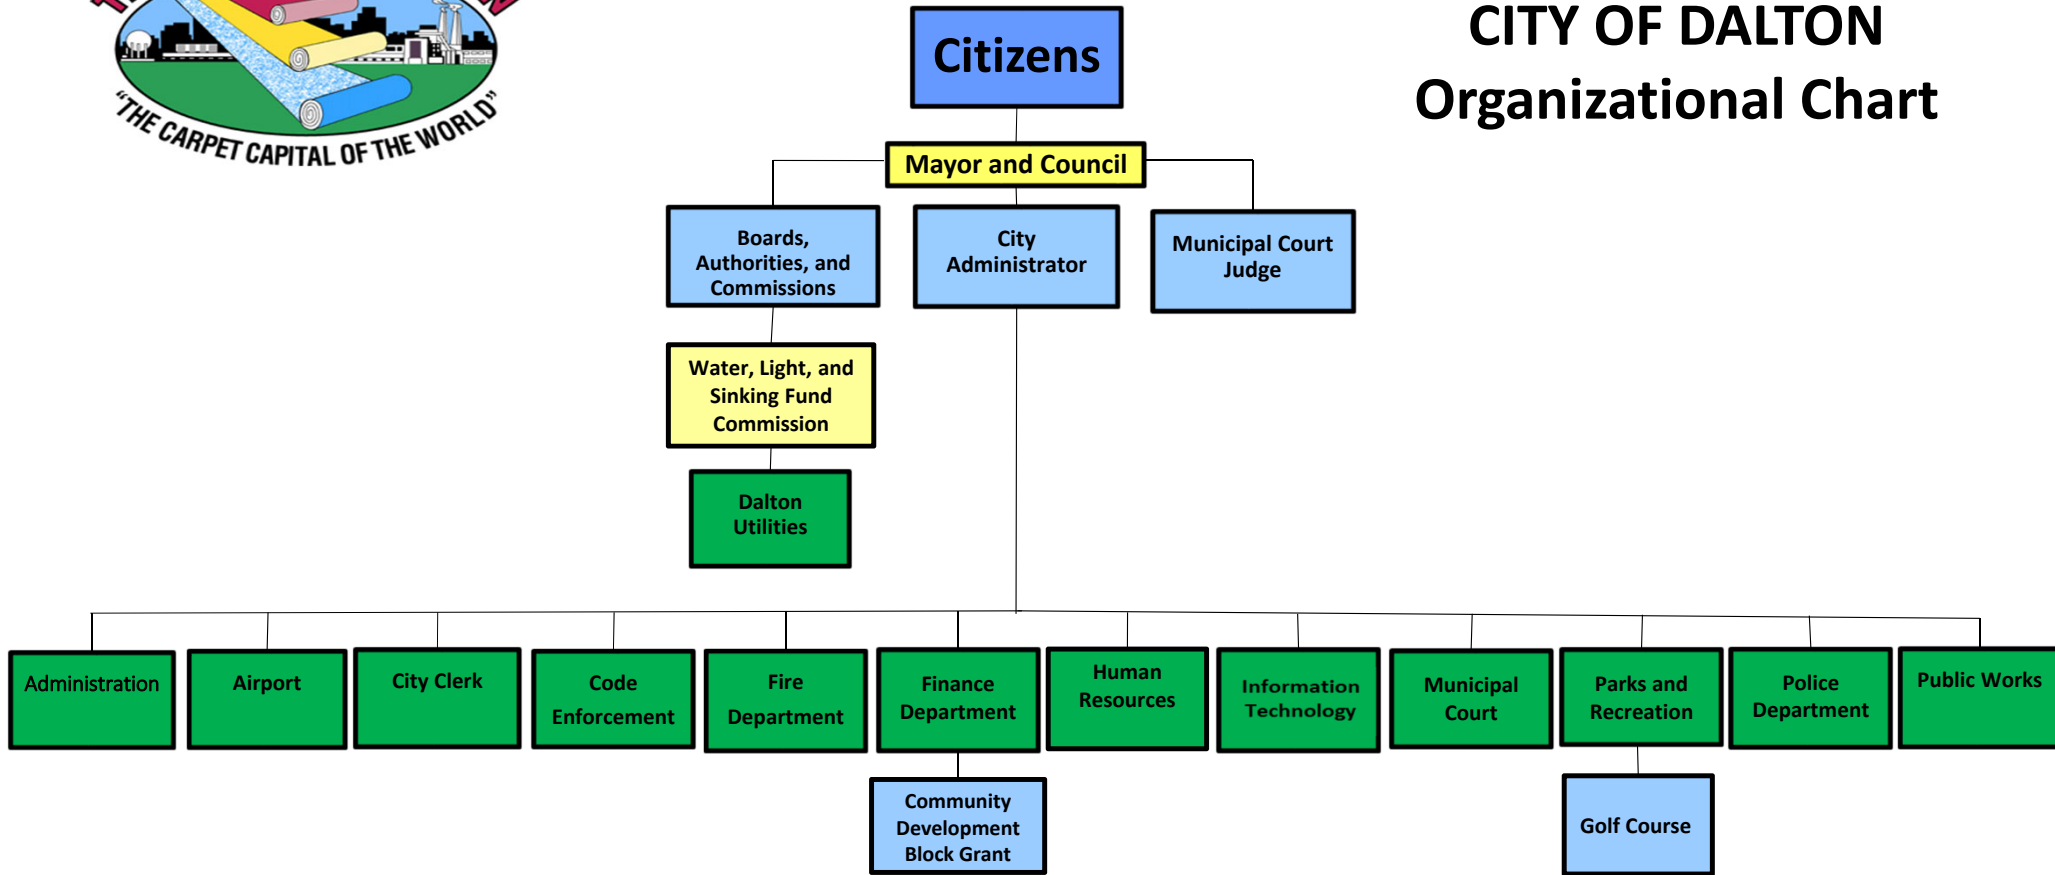 "THE CARPET CAPITAL OF THE WORLD"
CITY OF DALTON
Organizational Chart
Citizens
Mayor and Council
Boards,
Authorities, and
Commissions
City
Administrator
Municipal Court
Judge
Water, Light, and
Sinking Fund
Commission
Dalton
Utilities
Administration
Airport
City Clerk
Code
Enforcement
Fire
Department
Finance
Department
Human
Resources
Information
Technology
Municipal
Court
Parks and
Recreation
Police
Department
Public Works
Community
Development
Block Grant
Golf Course